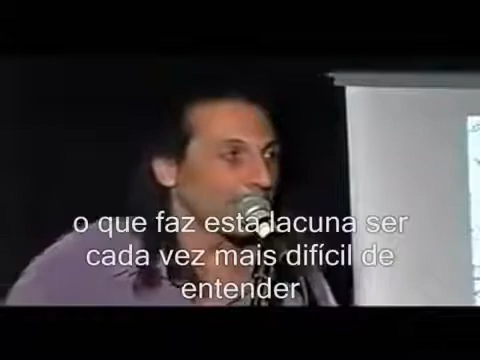 o que faz esta lacuna ser
cada vez mais difícil de
entender